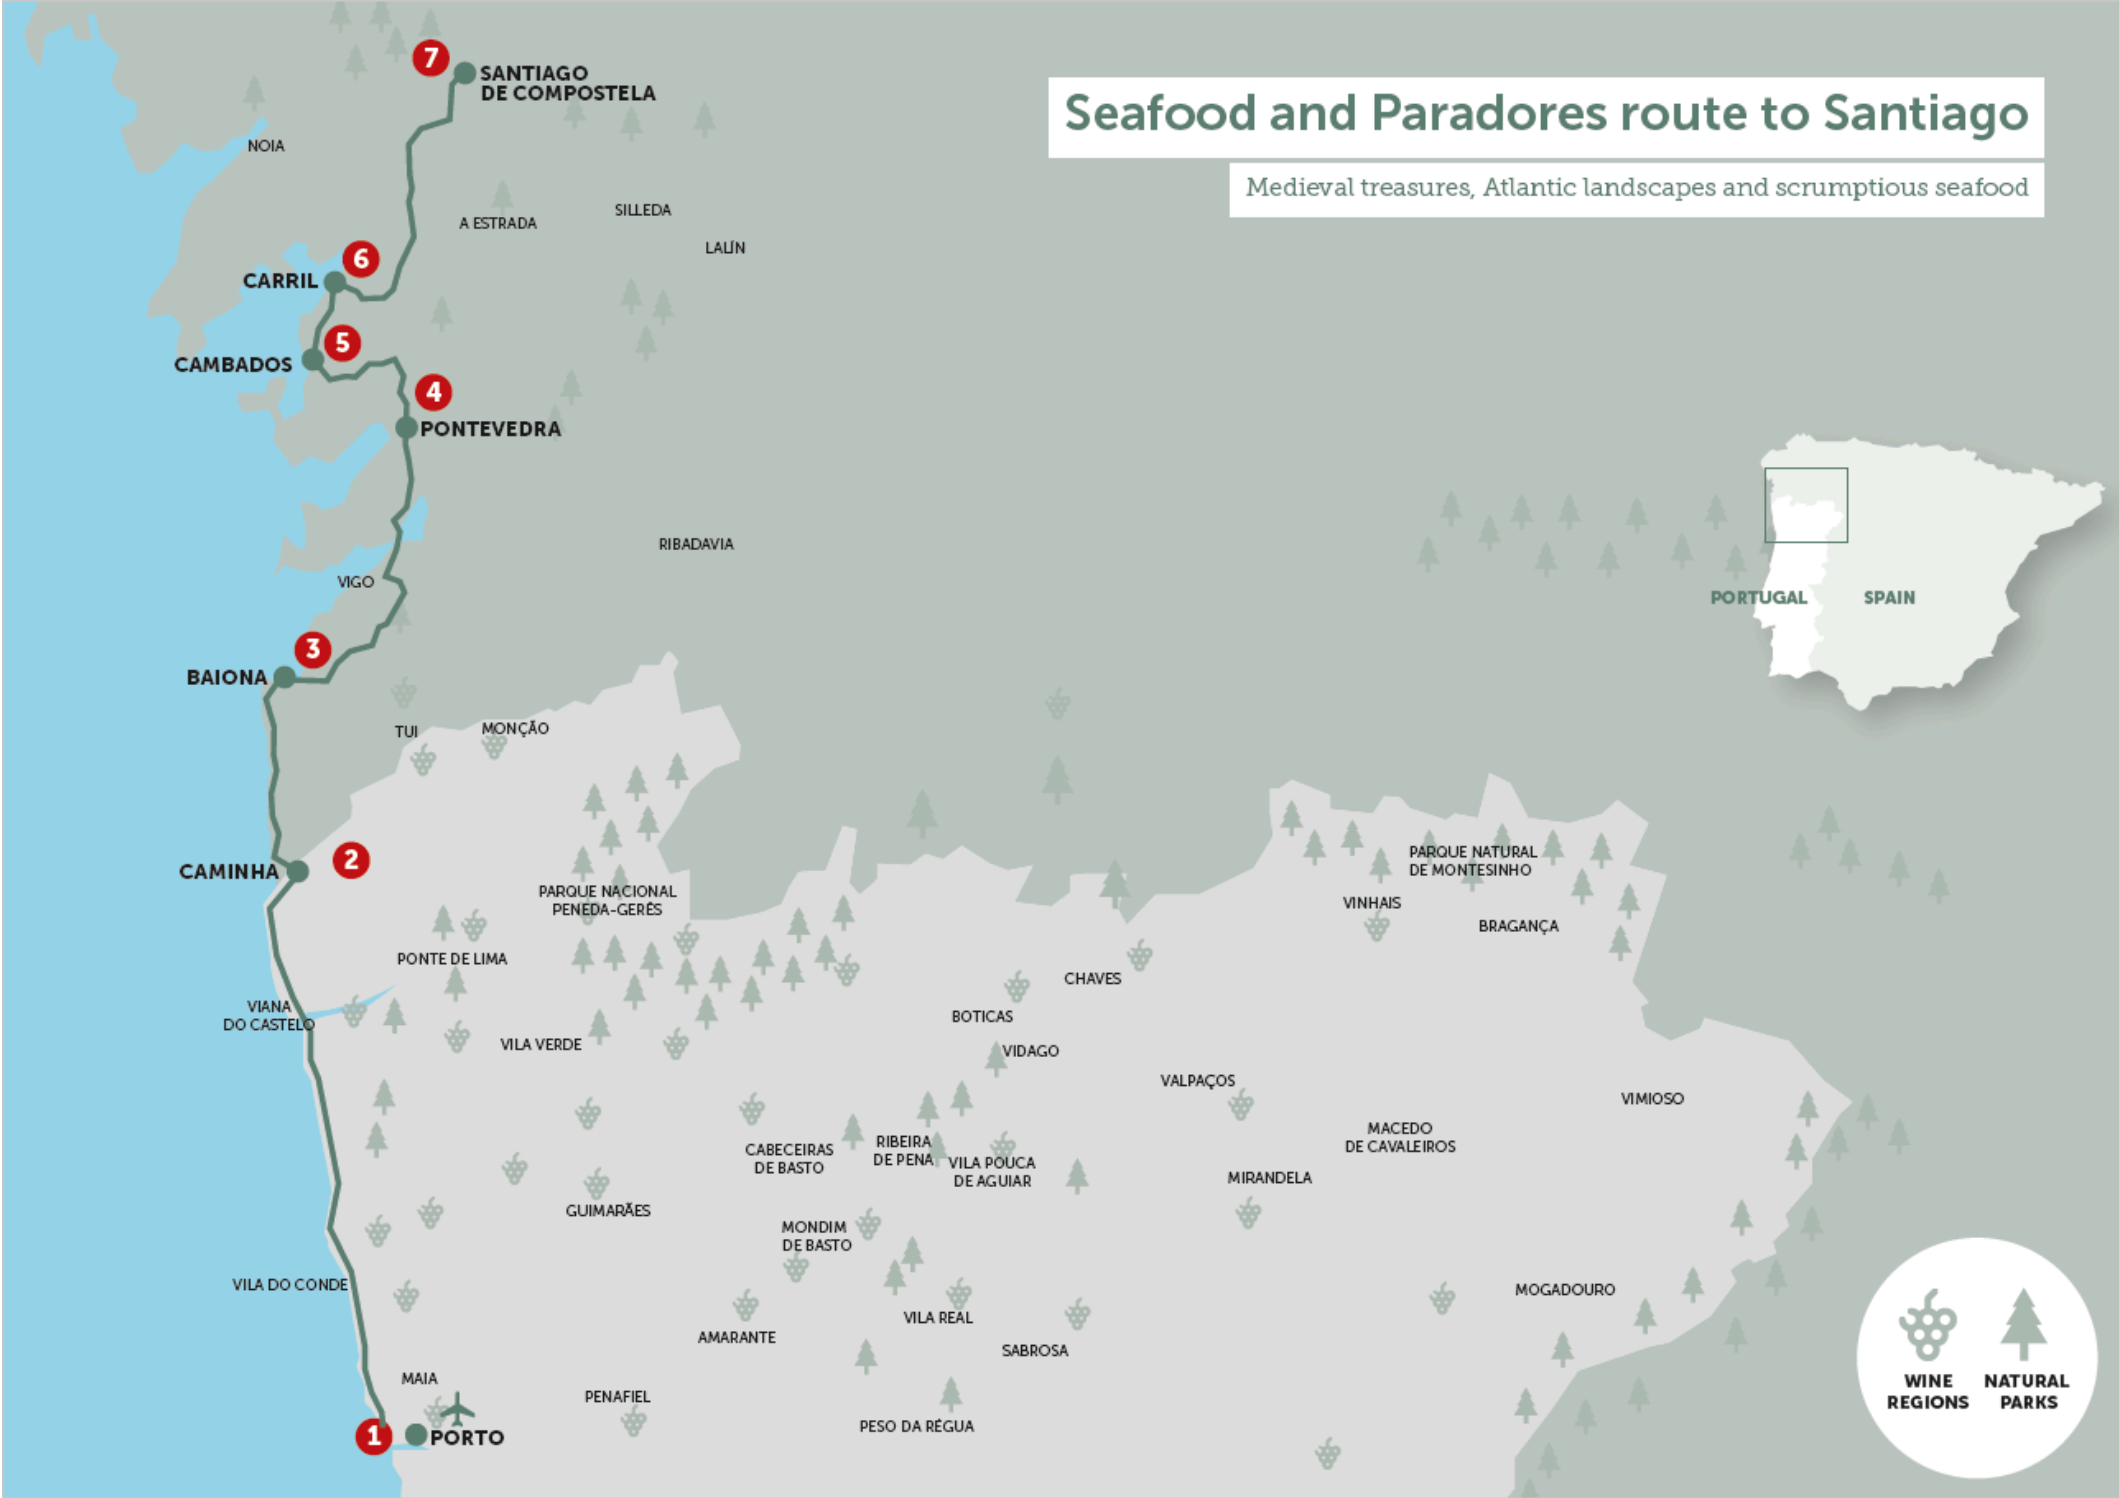 7
SANTIAGO
DE COMPOSTELA
Seafood and Paradores route to Santiago
Medieval treasures, Atlantic landscapes and scrumptious seafood
NOIA
A ESTRADA
SILLEDA
LALÍN
6
CARRIL
5
CAMBADOS
4
PONTEVEDRA
RIBADAVIA
VIGO
PORTUGAL
SPAIN
3
BAIONA
TUI
MONÇÃO
2
CAMINHA
PARQUE NACIONAL
PENEDA-GERÊS
PARQUE NATURAL
DE MONTESINHO
VINHAIS
BRAGANÇA
PONTE DE LIMA
CHAVES
VIANA
DO CASTELO
BOTICAS
VILA VERDE
VIDAGO
VALPAÇOS
VIMIOSO
MACEDO
DE CAVALEIROS
CABECEIRAS
DE BASTO
RIBEIRA
DE PENA
VILA POUCA
DE AGUIAR
MIRANDELA
GUIMARÃES
MONDIM
DE BASTO
VILA DO CONDE
MOGADOURO
VILA REAL
AMARANTE
SABROSA
MAIA
PENAFIEL
PESO DA RÉGUA
1
PORTO
WINE
REGIONS
NATURAL
PARKS